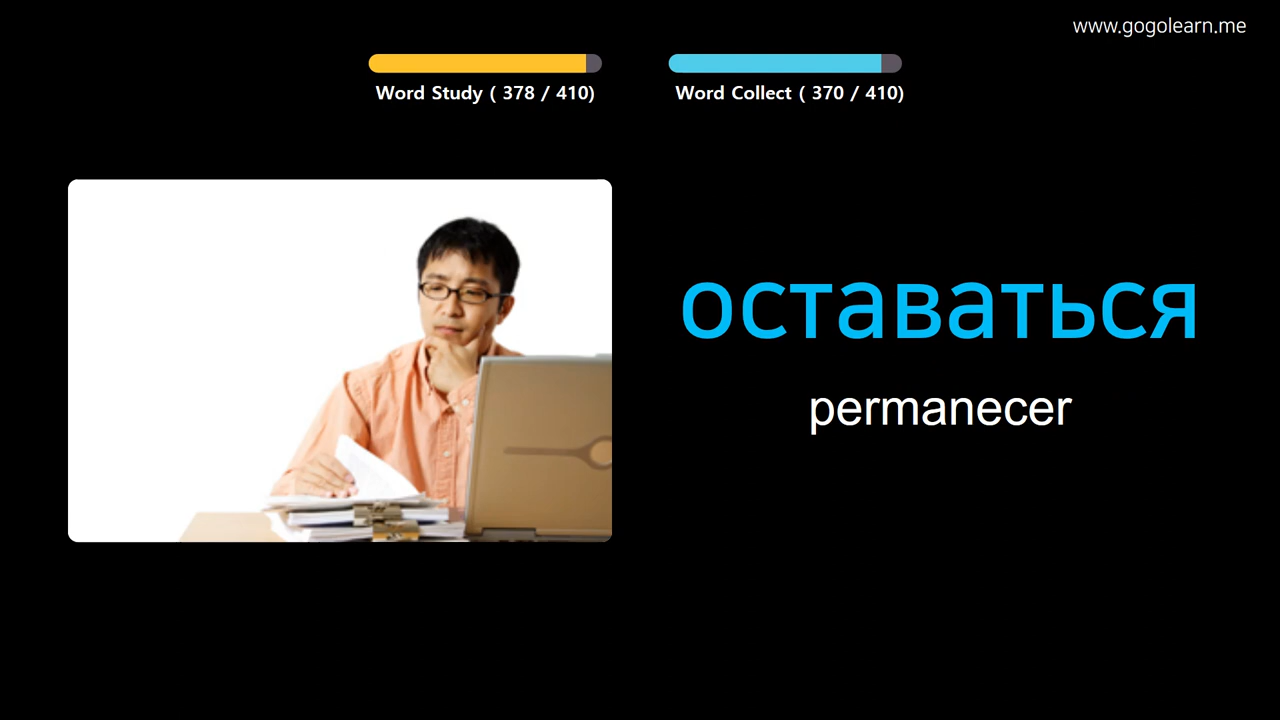 www.gogolearn.me
Word Study ( 378 / 410)
Word Collect ( 370 / 410)
оставаться
permanecer